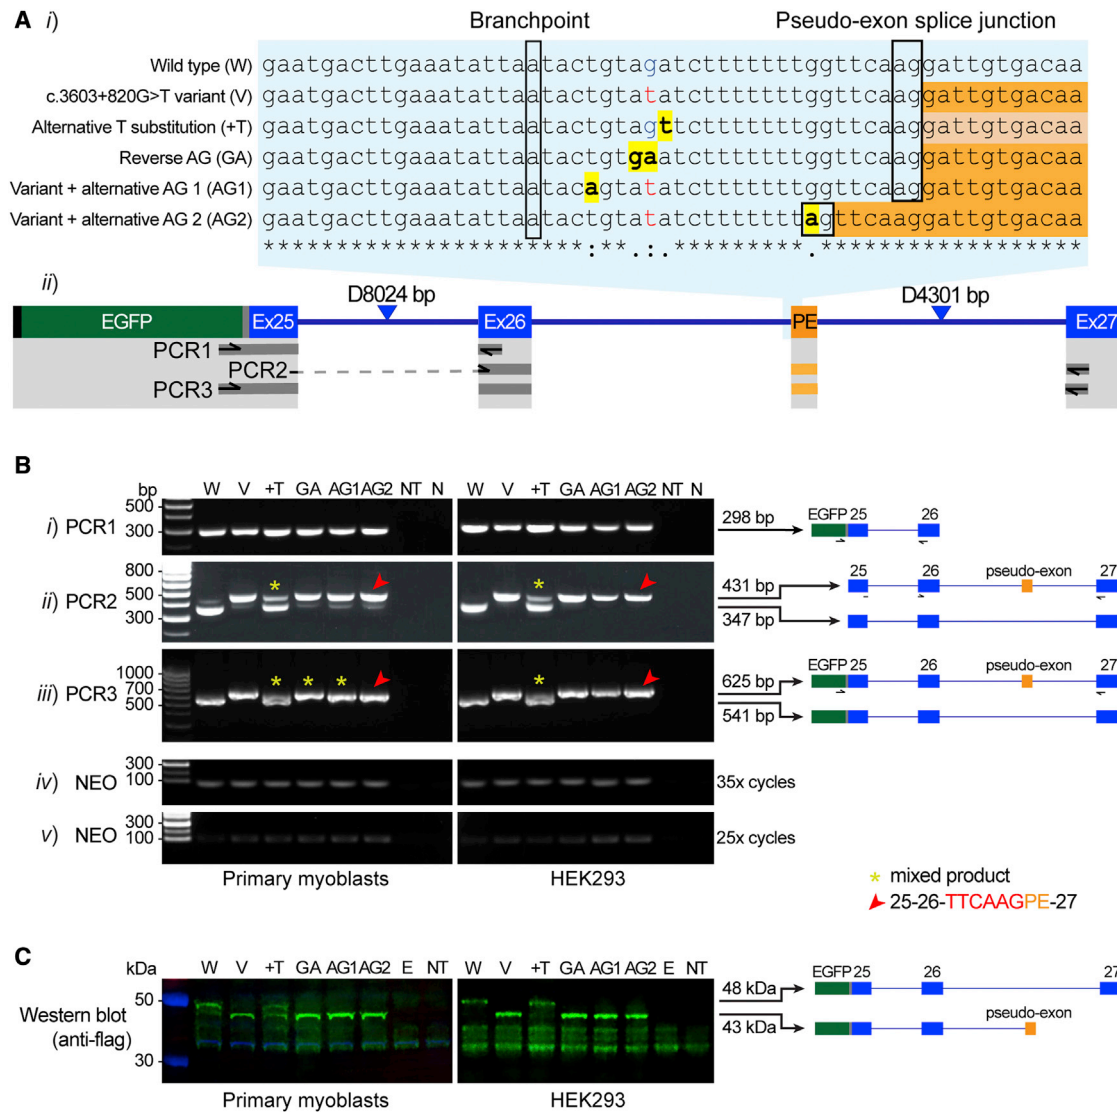 A i)
Branchpoint
Pseudo-exon splice junction
Wild type (W) gaatgacttgaaatattaatactgtagatctttttttggttcaaggattgtgacaa
c.3603+820G>T variant (V) gaatgacttgaaatattaatactgtatatctttttttggttcaaggattgtgacaa
Alternative T substitution (+T) gaatgacttgaaatattaatactgtagttctttttttggttcaaggattgtgacaa
Reverse AG (GA) gaatgacttgaaatattaatactgtgaatctttttttggttcaaggattgtgacaa
Variant + alternative AG 1 (AG1) gaatgacttgaaatattaatacagtatatctttttttggttcaaggattgtgacaa
Variant + alternative AG 2 (AG2) gaatgacttgaaatattaatactgtatatctttttttagttcaaggattgtgacaa
ii)
D8024 bp
D4301 bp
EGFP Ex25 Ex26 PE Ex27
PCR1
PCR2
PCR3
B
bp W V +T GA AG1 AG2 NT N
W V +T GA AG1 AG2 NT N
i) PCR1
500
300
298 bp
EGFP 25 26
ii) PCR2
800
500
300
* *
431 bp
347 bp
25 26 pseudo-exon 27
iii) PCR3
1000
700
500
* * * *
625 bp
541 bp
EGFP 25 26 pseudo-exon 27
iv) NEO
300
100
35x cycles
v) NEO
300
100
25x cycles
Primary myoblasts
HEK293
* mixed product
25-26-TTCAAGPE-27
C
kDa W V +T GA AG1 AG2 E NT
W V +T GA AG1 AG2 E NT
Western blot
(anti-flag)
50
30
48 kDa
43 kDa
EGFP 25 26 27
pseudo-exon
Primary myoblasts
HEK293